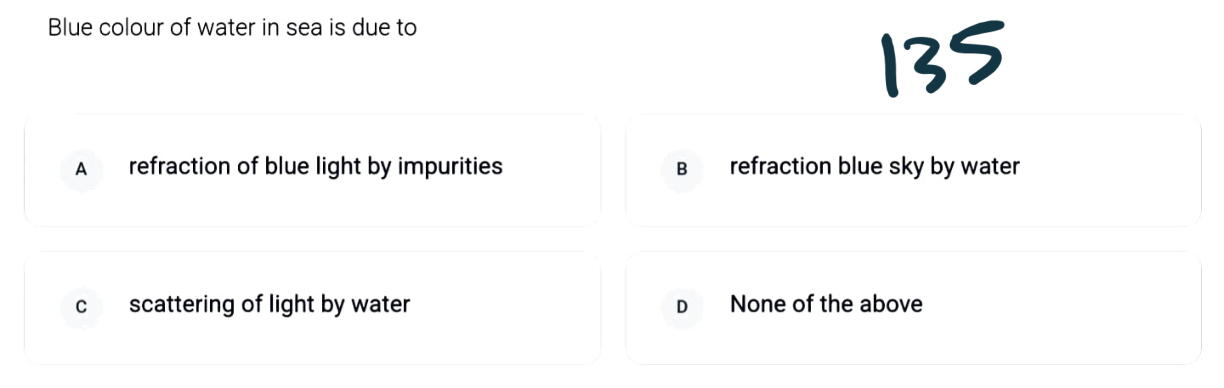 Blue colour of water in sea is due to
135
A refraction of blue light by impurities
B refraction blue sky by water
C scattering of light by water
D None of the above